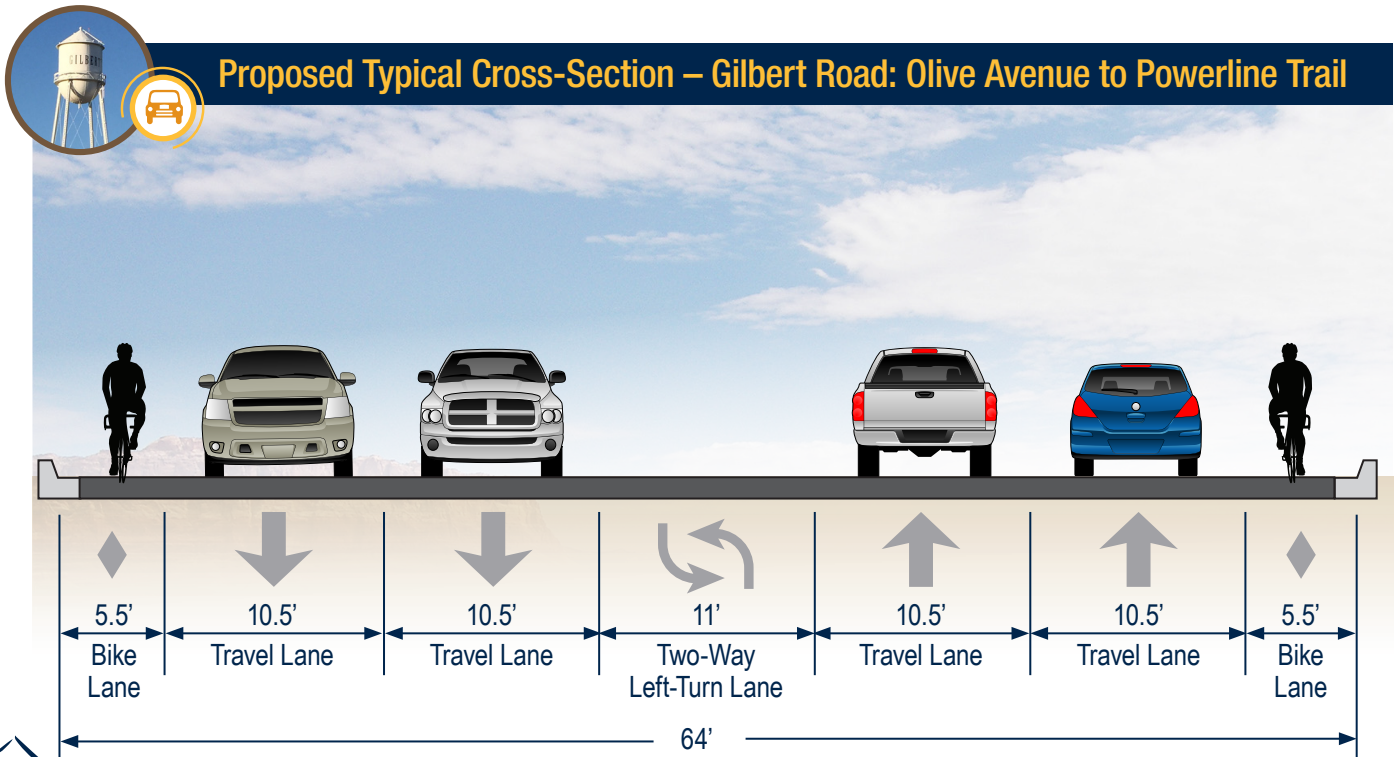 GILBERT
Proposed Typical Cross-Section – Gilbert Road: Olive Avenue to Powerline Trail
5.5’ 10.5’ 10.5’ 11’ 10.5’ 10.5’ 5.5’
Bike Travel Lane Travel Lane Two-Way Travel Lane Travel Lane Bike
Lane Left-Turn Lane Lane
64’